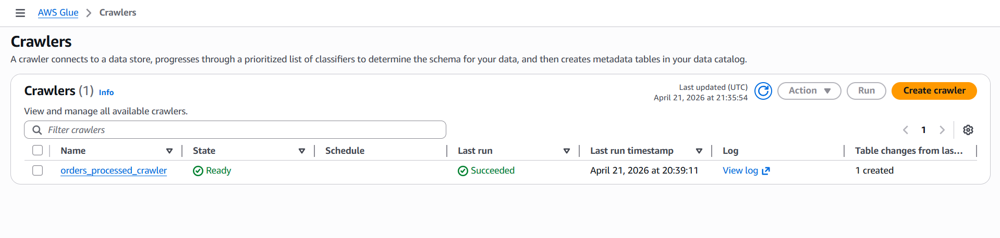 AWS Glue > Crawlers
Crawlers
A crawler connects to a data store, progresses through a prioritized list of classifiers to determine the schema for your data, and then creates metadata tables in your data catalog.
Crawlers (1) Info
Last updated (UTC)
April 21, 2026 at 21:35:54
Action
Run
Create crawler
View and manage all available crawlers.
Filter crawlers
1
Name State Schedule Last run Last run timestamp Log Table changes from las...
orders_processed_crawler Ready Succeeded April 21, 2026 at 20:39:11 View log 1 created